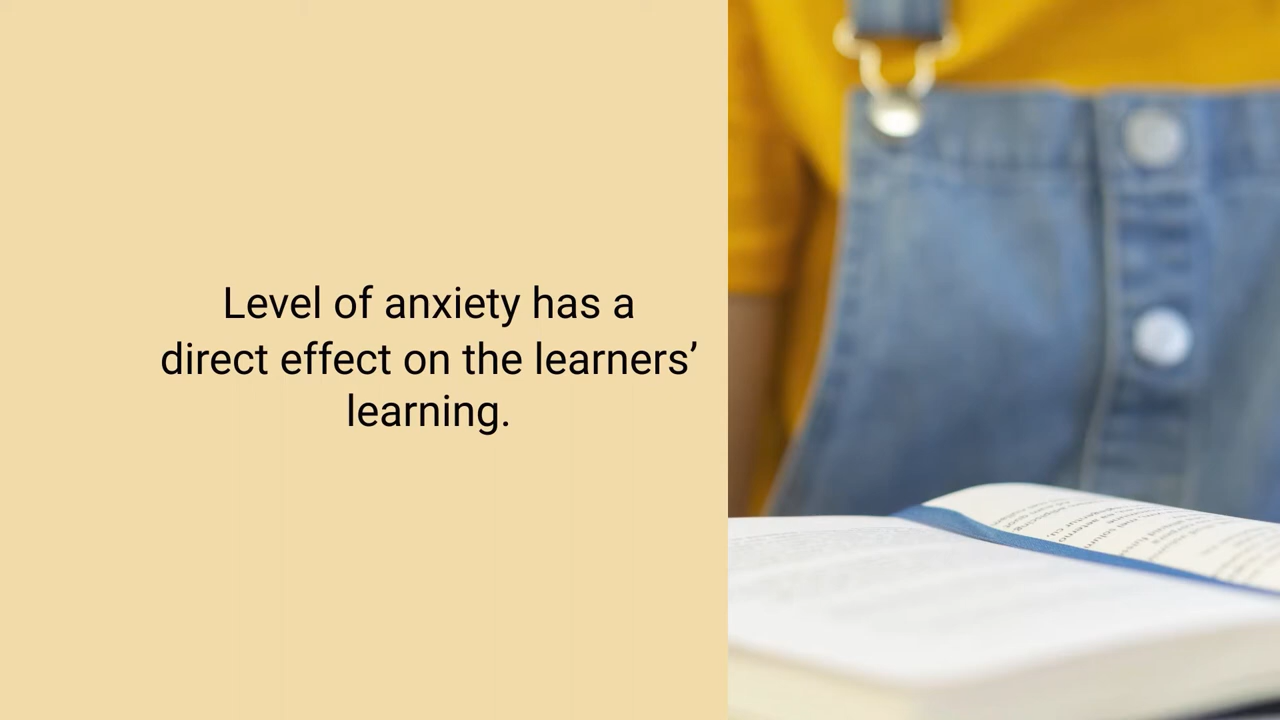 Level of anxiety has a
direct effect on the learners’
learning.